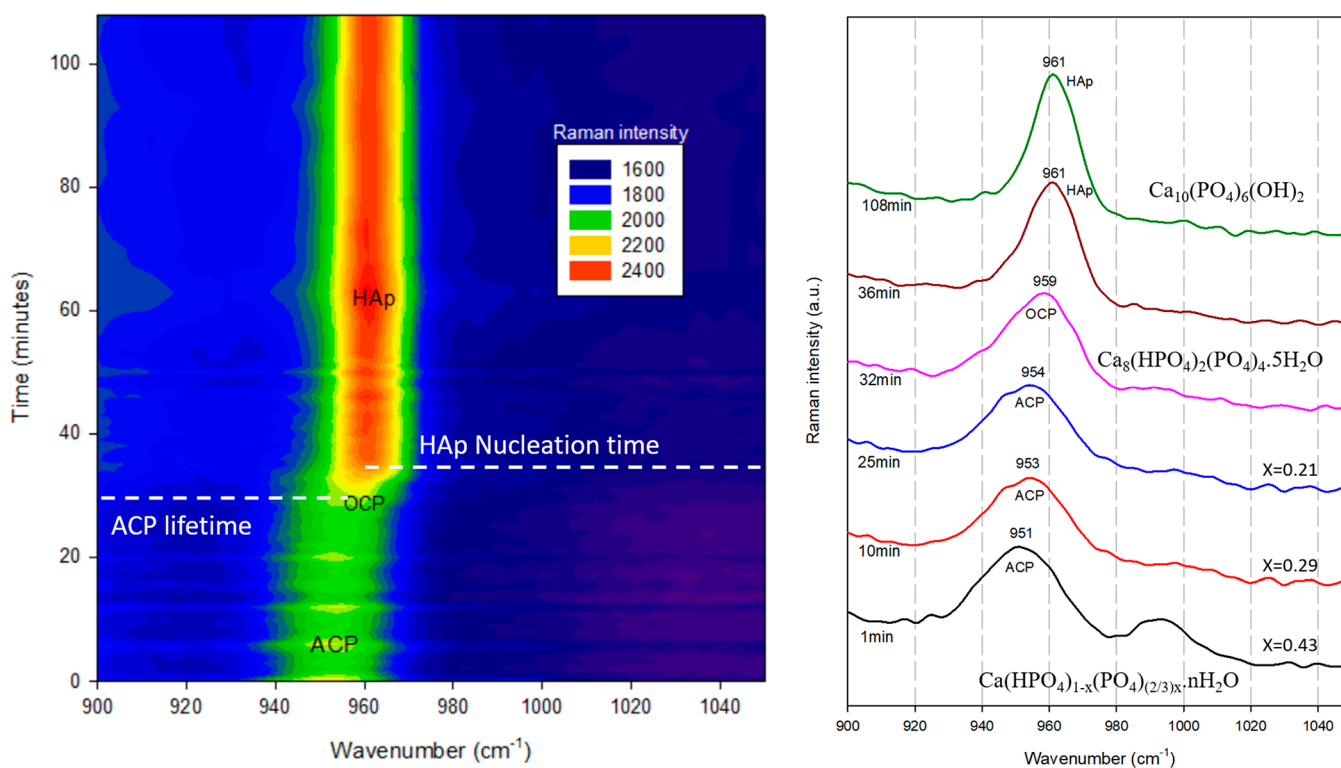 Raman intensity
1600
1800
2000
2200
2400
HAp
HAp Nucleation time
OCP
ACP lifetime
ACP
100
80
60
40
20
0
Time (minutes)
900 920 940 960 980 1000 1020 1040
Wavenumber (cm⁻¹)
961
HAp
108min
Ca₁₀(PO₄)₆(OH)₂
961
HAp
36min
959
OCP
32min
Ca₈(HPO₄)₂(PO₄)₄.5H₂O
954
ACP
25min
X=0.21
953
ACP
10min
X=0.29
951
ACP
1min
X=0.43
Ca(HPO₄)₁₋ₓ(PO₄)₍₂/₃₎ₓ.nH₂O
Raman intensity (a.u.)
900 920 940 960 980 1000 1020 1040
Wavenumber (cm⁻¹)